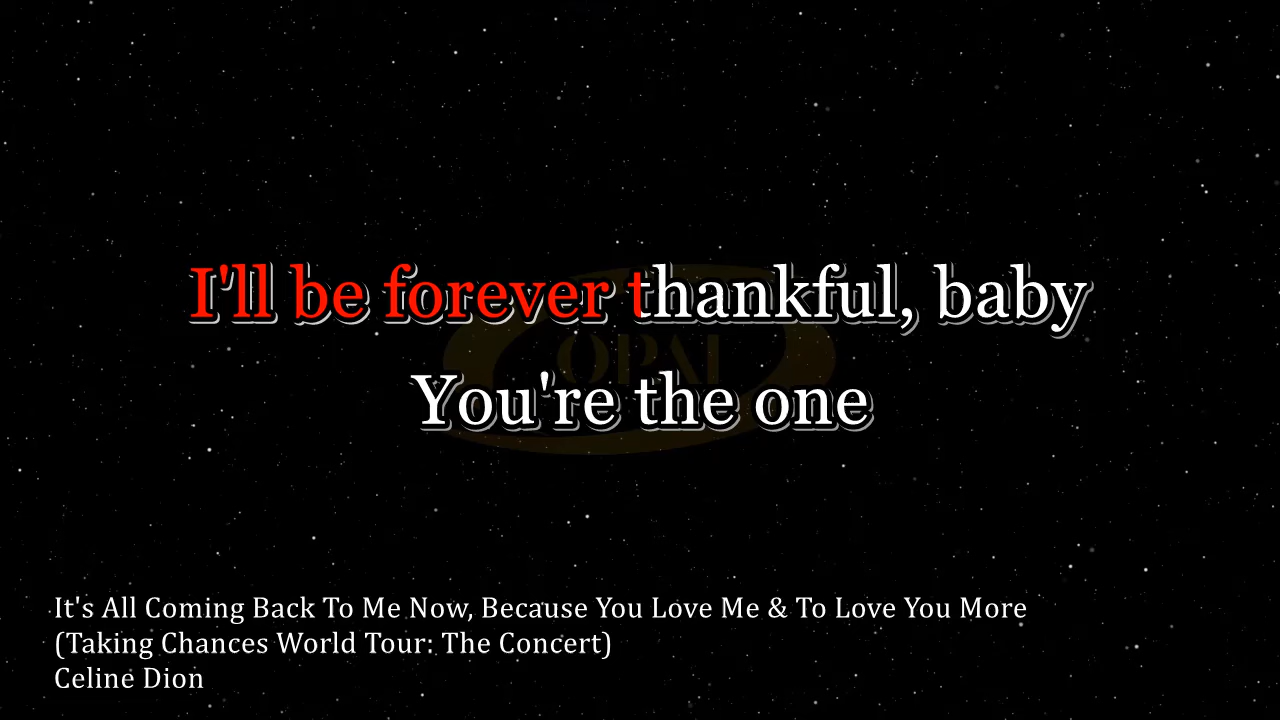 I'll be forever thankful, baby
OPAL
You're the one
It's All Coming Back To Me Now, Because You Love Me & To Love You More
(Taking Chances World Tour: The Concert)
Celine Dion